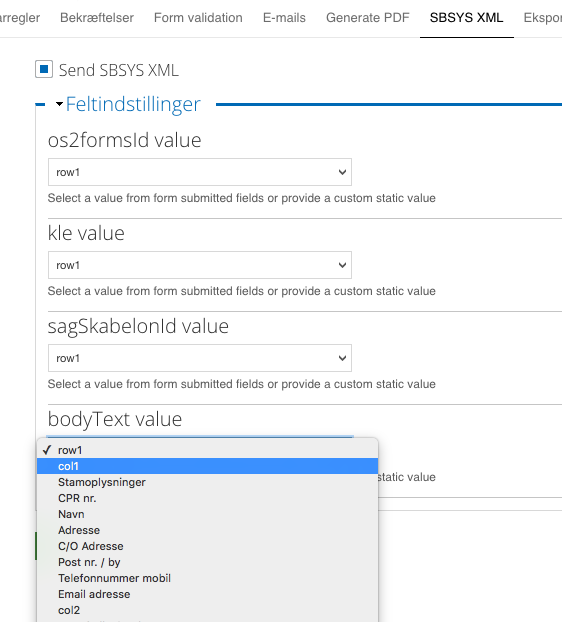 Bekræftelser Form validation E-mails Generate PDF SBSYS XML
Send SBSYS XML
Feltindstillinger
os2formsId value
row1
Select a value from form submitted fields or provide a custom static value
kle value
row1
Select a value from form submitted fields or provide a custom static value
sagSkabelonId value
row1
Select a value from form submitted fields or provide a custom static value
bodyText value
row1
col1
static value
Stamoplysninger
CPR nr.
Navn
Adresse
C/O Adresse
Post nr. / by
Telefonnummer mobil
Email adresse
col2